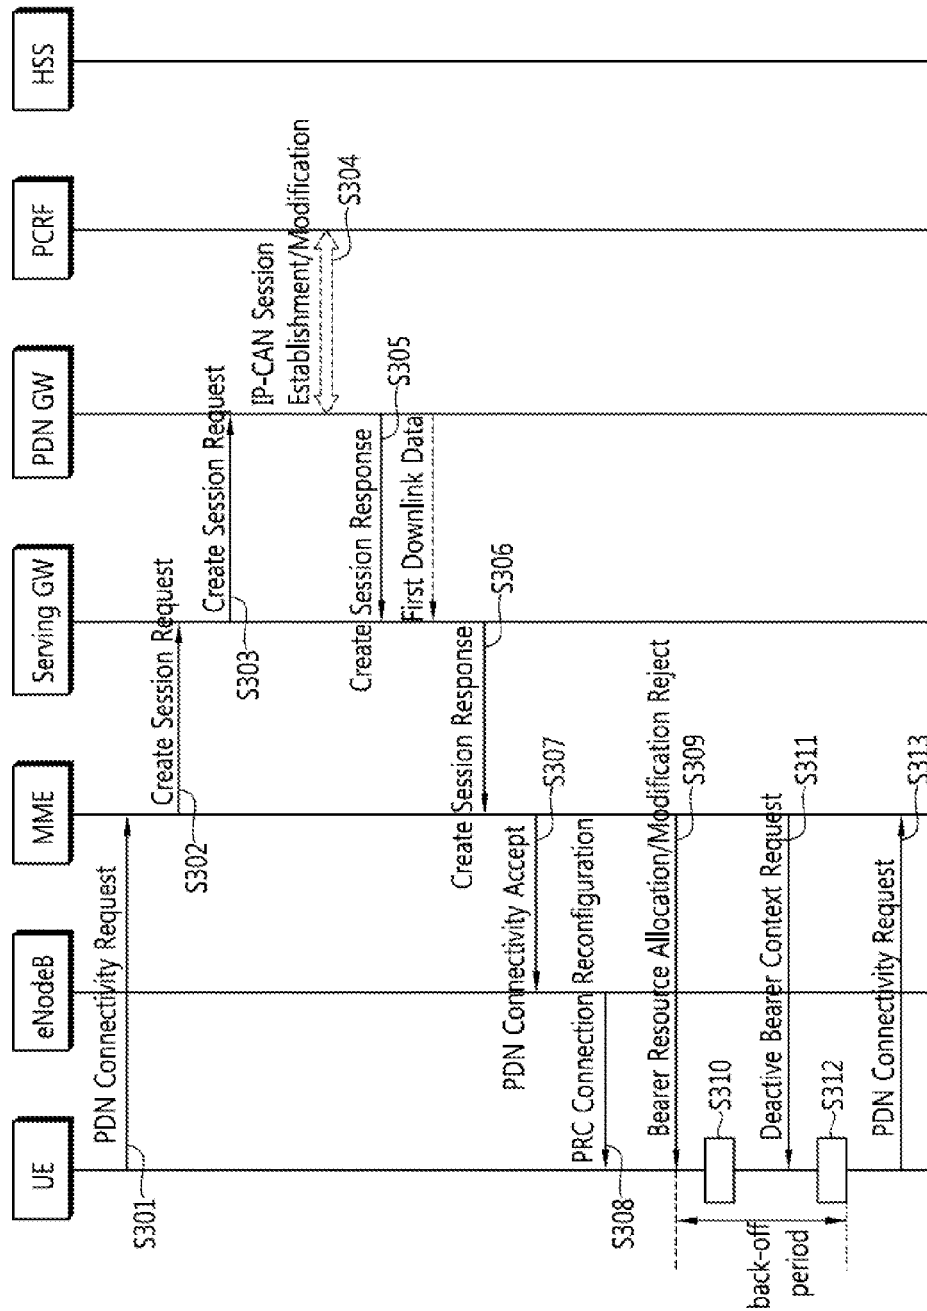 UE
eNodeB
MME
Serving GW
PDN GW
PCRF
HSS
PDN Connectivity Request
S301
Create Session Request
S302
Create Session Request
S303
IP-CAN Session
Establishment/Modification
S304
Create Session Response
S305
First Downlink Data
Create Session Response
S306
PDN Connectivity Accept
S307
PRC Connection Reconfiguration
S308
Bearer Resource Allocation/Modification Reject
S309
S310
Deactive Bearer Context Request
S311
S312
back-off
period
PDN Connectivity Request
S313